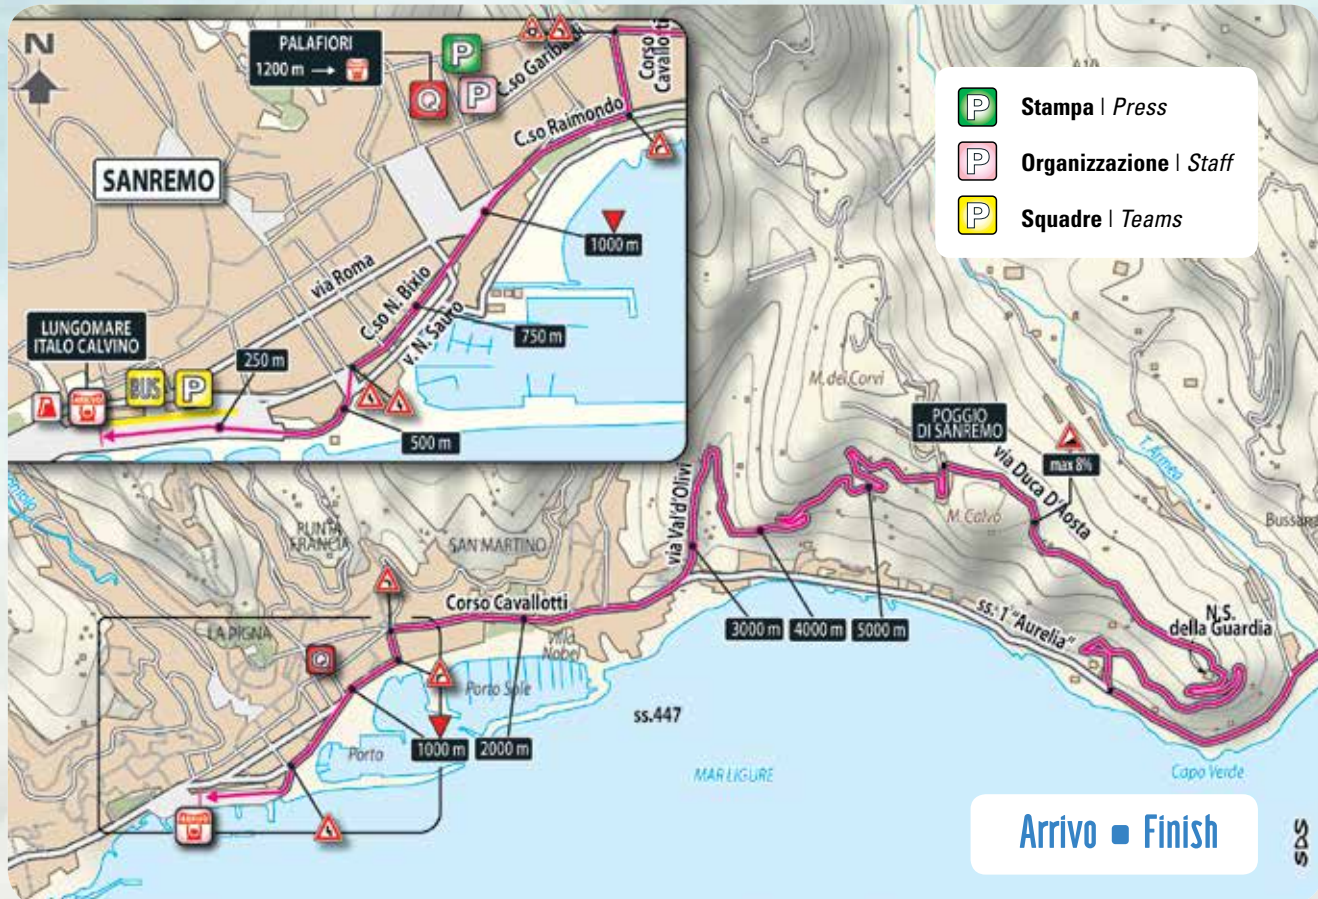 N
PALAFIORI
1200 m →
P
Q
P
C.so Garibaldi
Corso
Cavallotti
C.so Raimondo
SANREMO
1000 m
via Roma
C.so N. Bixio
v. N. Sauro
750 m
LUNGOMARE
ITALO CALVINO
250 m
BUS
P
ARRIVO
500 m
P Stampa | Press
P Organizzazione | Staff
P Squadre | Teams
M. dei Corvi
POGGIO
DI SANREMO
max 8%
via Duca D'Aosta
T. Armea
M. Calvo
Bussana
via Val d'Olivi
PUNTA
FRANCIA
SAN MARTINO
Corso Cavallotti
LA PIGNA
Q
Villa
Nobel
Porto Sole
3000 m
4000 m
5000 m
ss. 1 "Aurelia"
N.S.
della Guardia
ss.447
Porto
1000 m
2000 m
MAR LIGURE
Capo Verde
ARRIVO
Arrivo ■ Finish
SDS